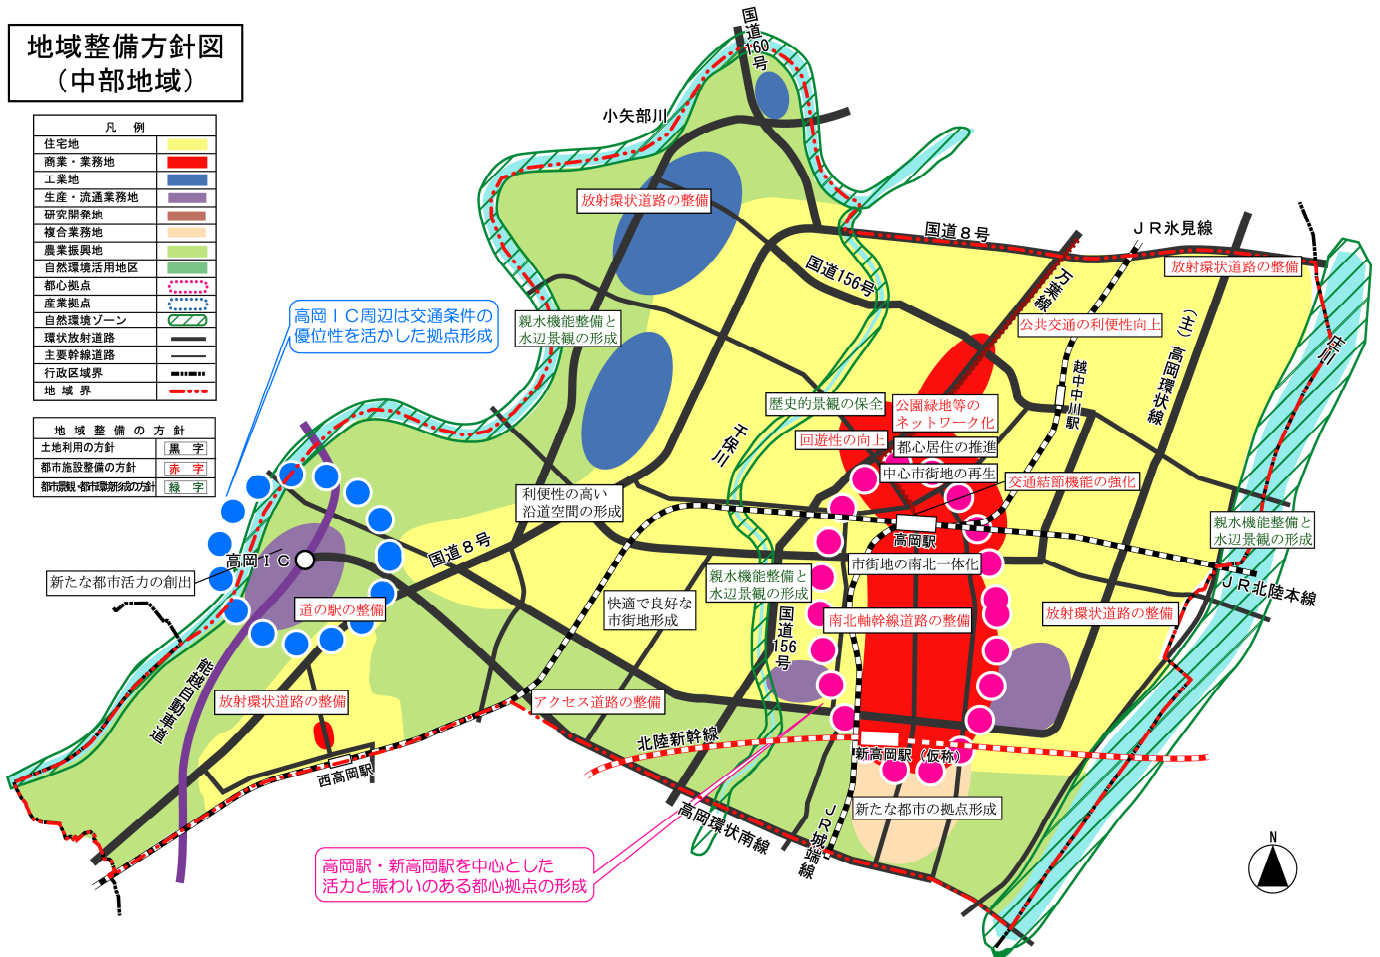 地域整備方針図
（中部地域）
凡 例
住宅地
商業・業務地
工業地
生産・流通業務地
研究開発地
複合業務地
農業振興地
自然環境活用地区
都心拠点
産業拠点
自然環境ゾーン
環状放射道路
主要幹線道路
行政区域界
地 域 界
地 域 整 備 の 方 針
土地利用の方針 黒 字
都市施設整備の方針 赤 字
都市景観・都市環境形成の方針 緑 字
国道160号
小矢部川
放射環状道路の整備
国道８号
ＪＲ氷見線
放射環状道路の整備
国道156号
万葉線
高岡ＩＣ周辺は交通条件の
優位性を活かした拠点形成
親水機能整備と
水辺景観の形成
公共交通の利便性向上
（主）高岡環状線
庄川
越中中川駅
歴史的景観の保全
公園緑地等の
ネットワーク化
回遊性の向上
都心居住の推進
千保川
中心市街地の再生
交通結節機能の強化
利便性の高い
沿道空間の形成
親水機能整備と
水辺景観の形成
高岡駅
国道８号
高岡ＩＣ
市街地の南北一体化
新たな都市活力の創出
親水機能整備と
水辺景観の形成
ＪＲ北陸本線
道の駅の整備
快適で良好な
市街地形成
国道156号
南北軸幹線道路の整備
放射環状道路の整備
能越自動車道
放射環状道路の整備
アクセス道路の整備
北陸新幹線
新高岡駅（仮称）
西高岡駅
新たな都市の拠点形成
高岡環状南線
ＪＲ城端線
高岡駅・新高岡駅を中心とした
活力と賑わいのある都心拠点の形成
N